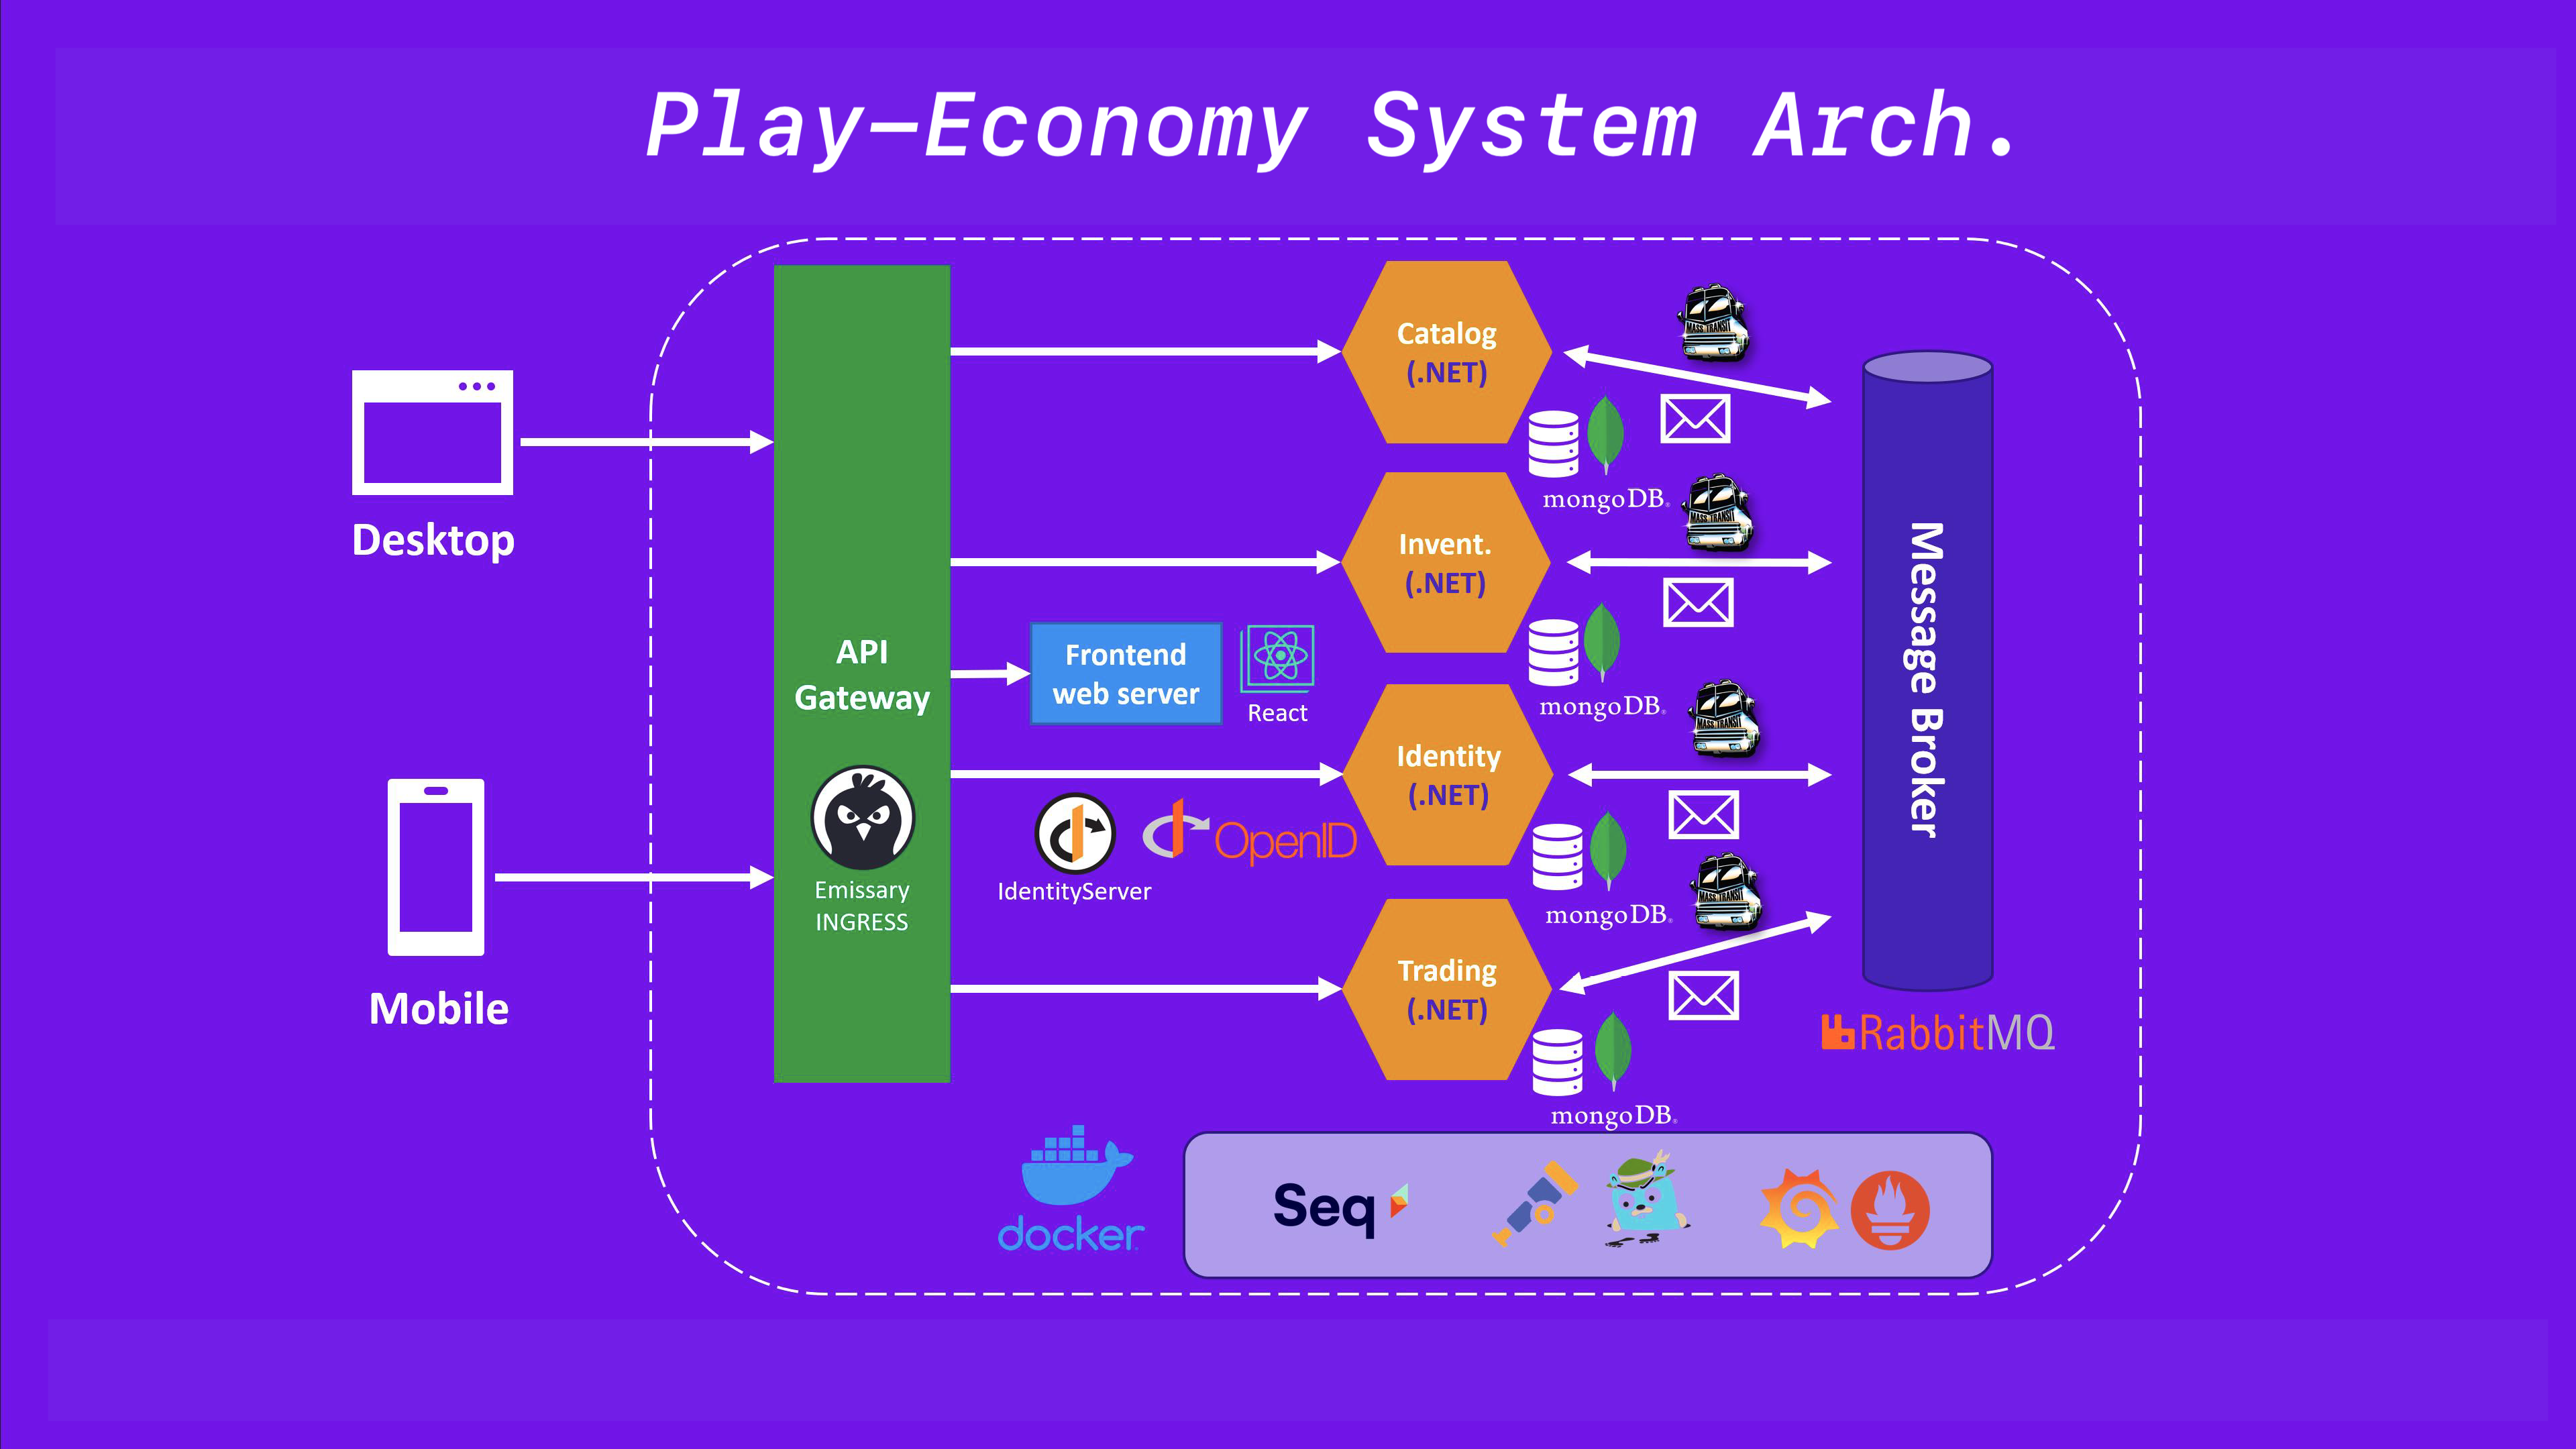 Play-Economy System Arch.
Desktop
Mobile
API
Gateway
Emissary
INGRESS
Frontend
web server
React
IdentityServer
OpenID
Catalog
(.NET)
Invent.
(.NET)
Identity
(.NET)
Trading
(.NET)
MASS TRANSIT
mongoDB
MASS TRANSIT
mongoDB
MASS TRANSIT
mongoDB
MASS TRANSIT
mongoDB
Message Broker
RabbitMQ
docker
Seq